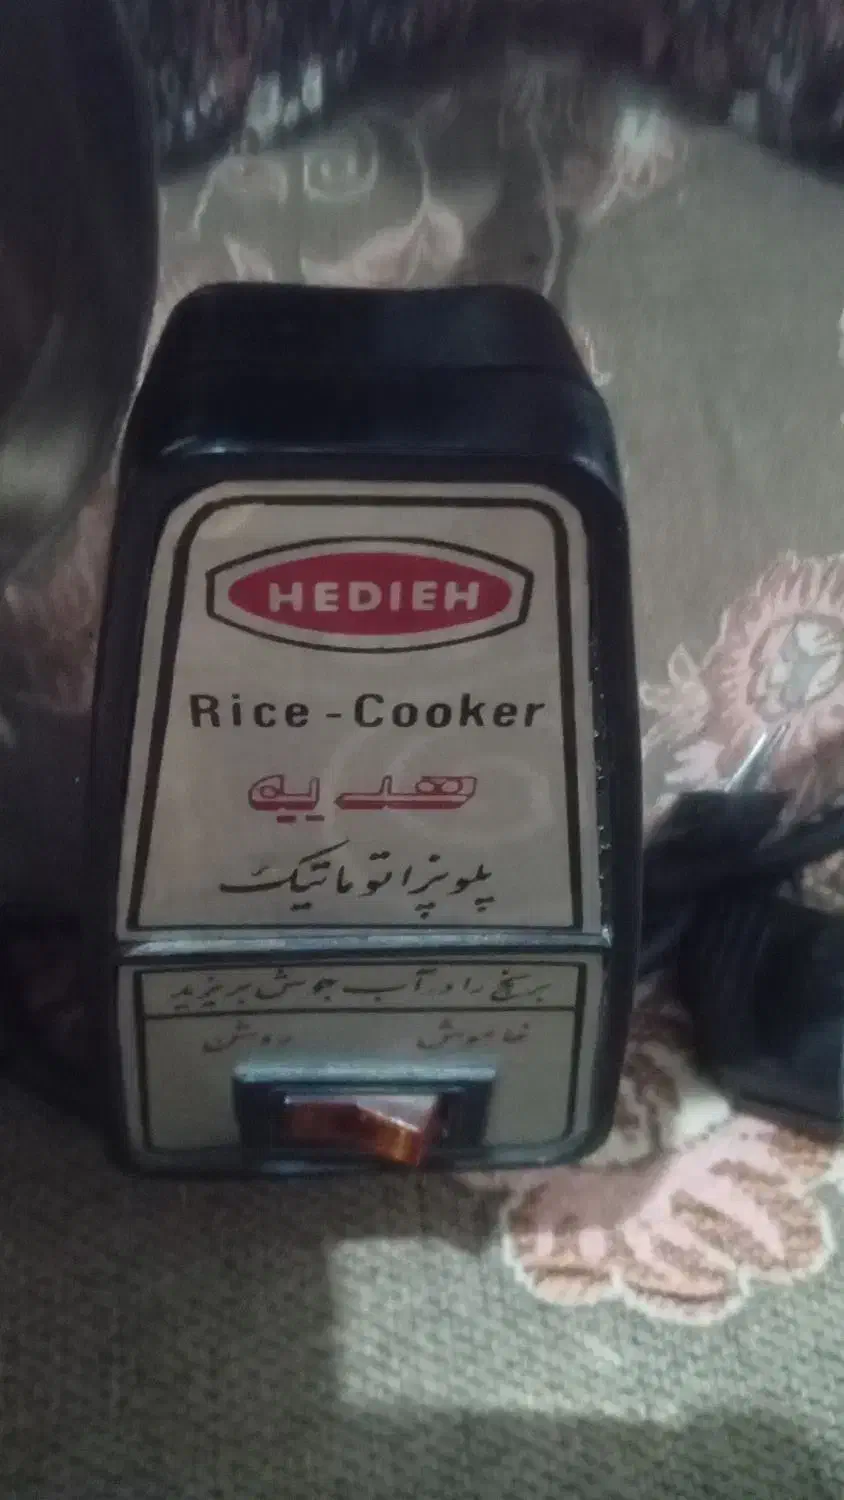 HEDIEH
Rice-Cooker
هدیه
پلوپز اتوماتیک
برنج را در آب جوش بریزید
خاموش روشن